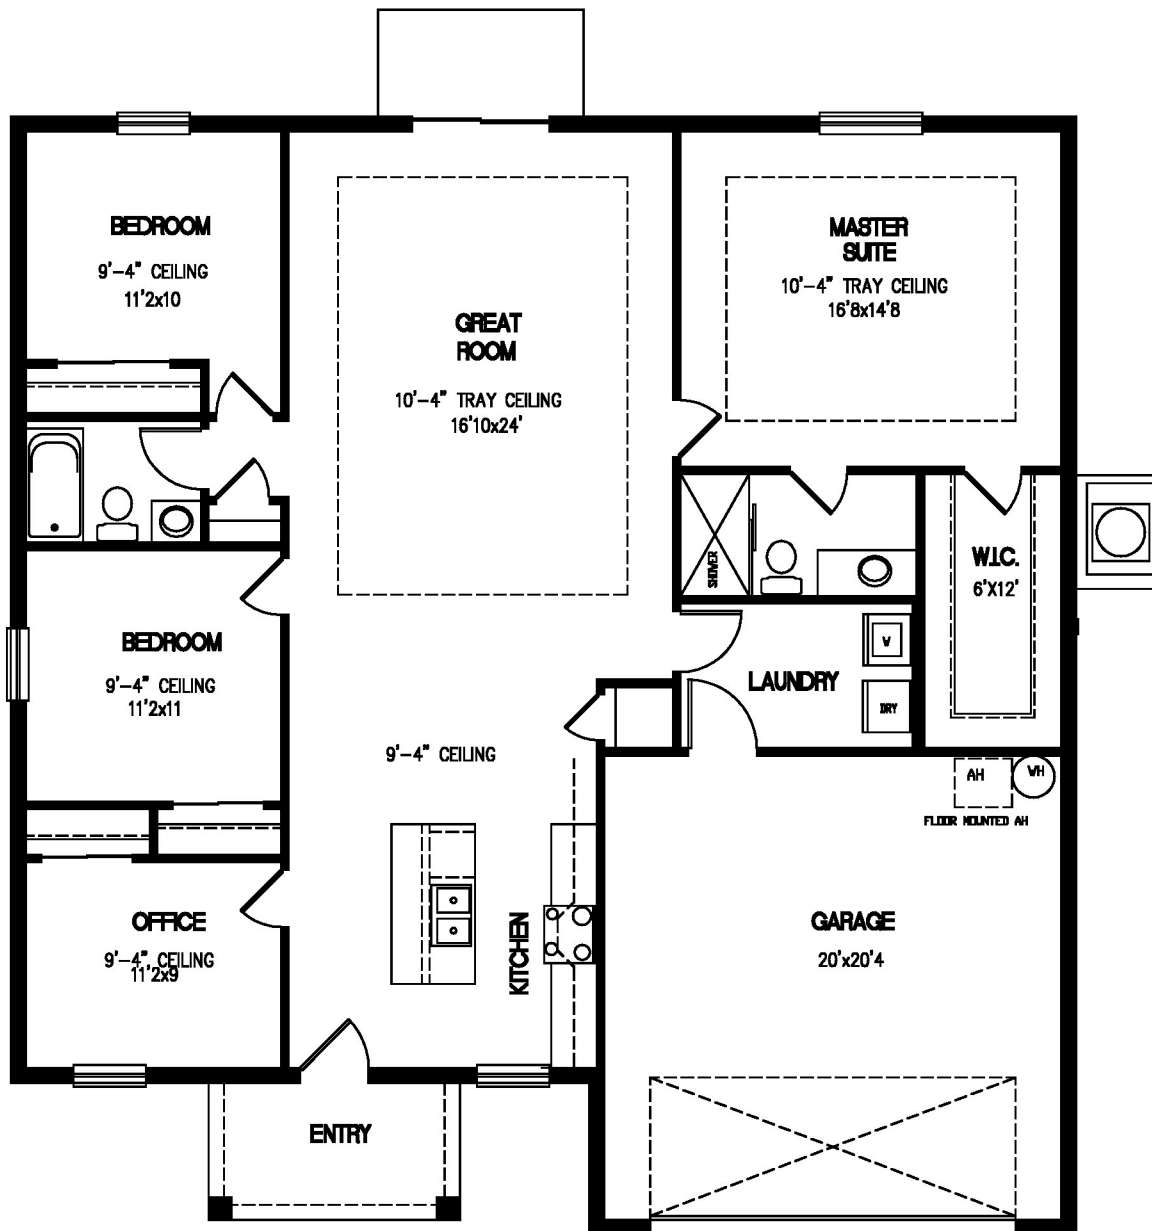 BEDROOM
9'-4" CEILING
11'2x10
GREAT
ROOM
10'-4" TRAY CEILING
16'10x24'
MASTER
SUITE
10'-4" TRAY CEILING
16'8x14'8
SHOWER
W.I.C.
6'X12'
BEDROOM
9'-4" CEILING
11'2x11
LAUNDRY
W
DRY
9'-4" CEILING
AH
WH
FLOOR MOUNTED AH
OFFICE
9'-4" CEILING
11'2x9
KITCHEN
GARAGE
20'x20'4
ENTRY